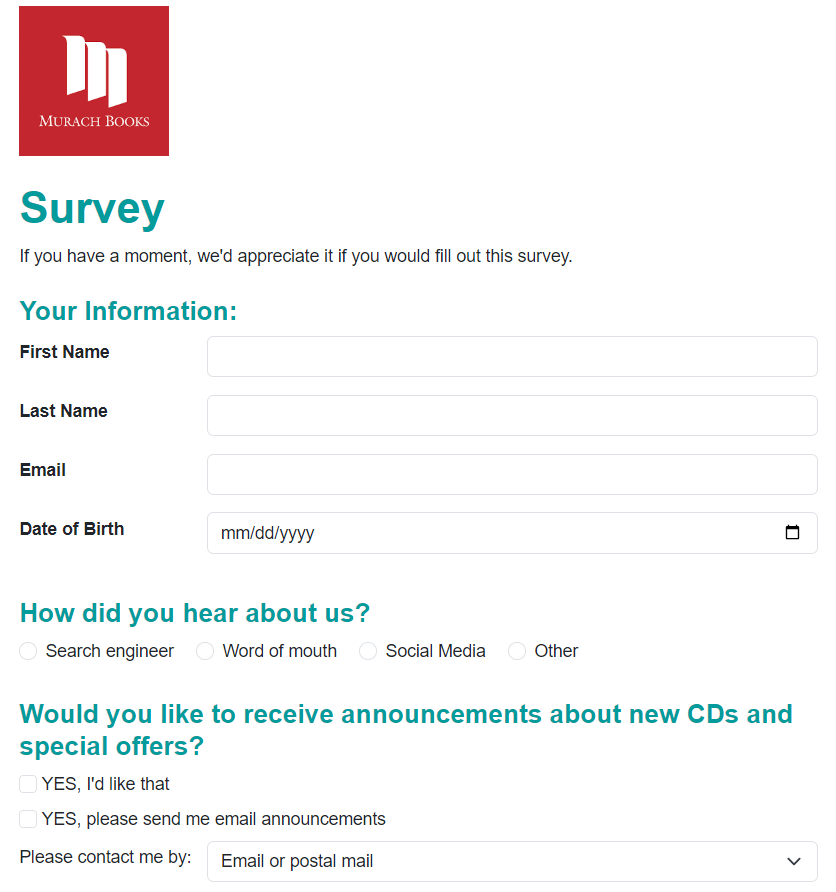 MURACH BOOKS
Survey
If you have a moment, we'd appreciate it if you would fill out this survey.
Your Information:
First Name
Last Name
Email
Date of Birth
mm/dd/yyyy
How did you hear about us?
Search engineer
Word of mouth
Social Media
Other
Would you like to receive announcements about new CDs and
special offers?
YES, I'd like that
YES, please send me email announcements
Please contact me by:
Email or postal mail